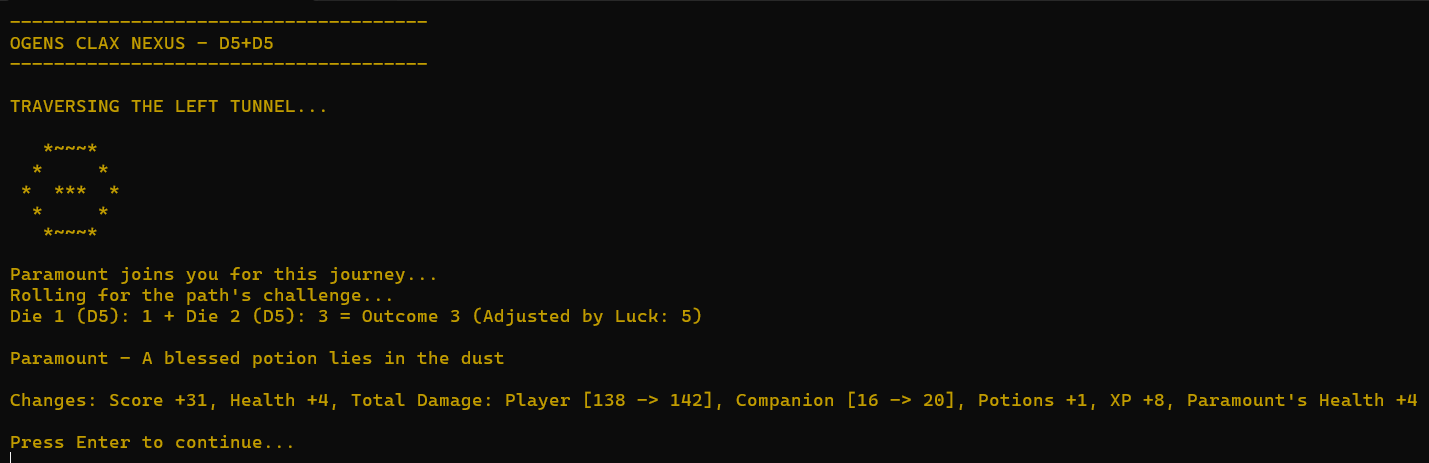 --------------------------------------
OGENS CLAX NEXUS - D5+D5
--------------------------------------
TRAVERSING THE LEFT TUNNEL...
   *~~~*
  *     *
 *  ***  *
  *     *
   *~~~*
Paramount joins you for this journey...
Rolling for the path's challenge...
Die 1 (D5): 1 + Die 2 (D5): 3 = Outcome 3 (Adjusted by Luck: 5)
Paramount - A blessed potion lies in the dust
Changes: Score +31, Health +4, Total Damage: Player [138 -> 142], Companion [16 -> 20], Potions +1, XP +8, Paramount's Health +4
Press Enter to continue...